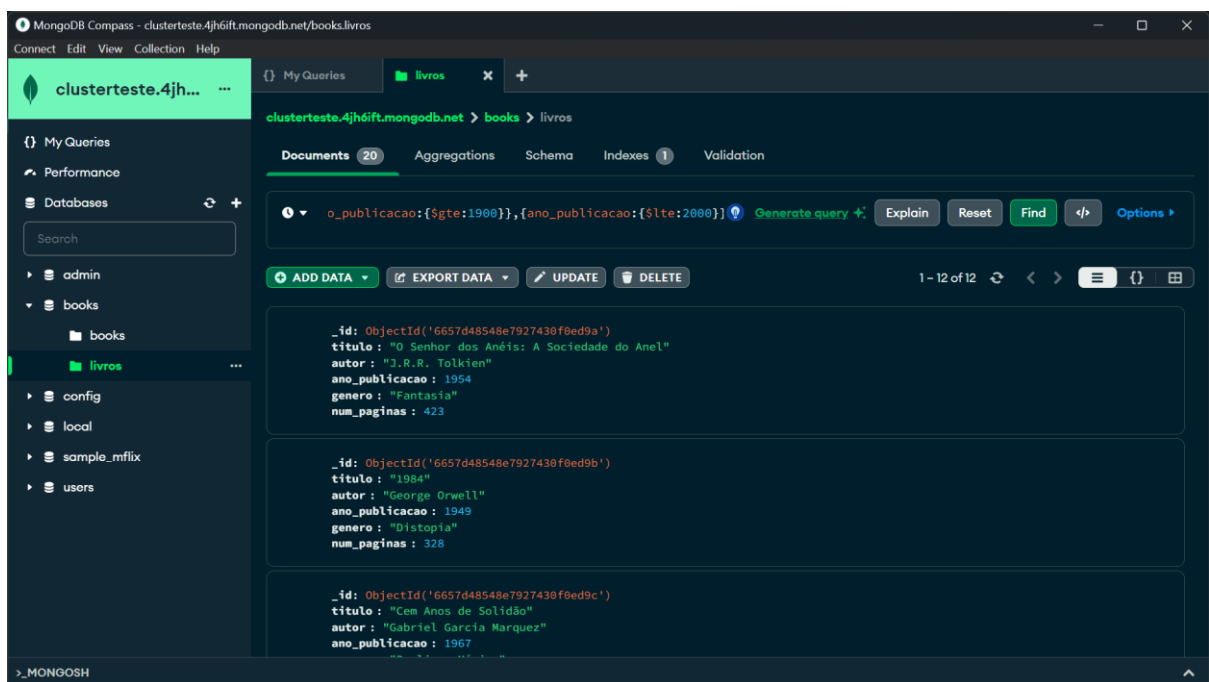 MongoDB Compass - clusterteste.4jh6ift.mongodb.net/books.livros
Connect Edit View Collection Help
clusterteste.4jh... ...
{} My Queries
Performance
Databases
Search
admin
books
books
livros ...
config
local
sample_mflix
users
{} My Queries
livros
clusterteste.4jh6ift.mongodb.net > books > livros
Documents 20 Aggregations Schema Indexes 1 Validation
o_publicacao:{$gte:1900}},{ano_publicacao:{$lte:2000}}] Generate query Explain Reset Find </> Options
ADD DATA EXPORT DATA UPDATE DELETE 1 – 12 of 12 {}
_id: ObjectId('6657d48548e7927430f0ed9a')
titulo : "O Senhor dos Anéis: A Sociedade do Anel"
autor : "J.R.R. Tolkien"
ano_publicacao : 1954
genero : "Fantasia"
num_paginas : 423
_id: ObjectId('6657d48548e7927430f0ed9b')
titulo : "1984"
autor : "George Orwell"
ano_publicacao : 1949
genero : "Distopia"
num_paginas : 328
_id: ObjectId('6657d48548e7927430f0ed9c')
titulo : "Cem Anos de Solidão"
autor : "Gabriel Garcia Marquez"
ano_publicacao : 1967
>_MONGOSH